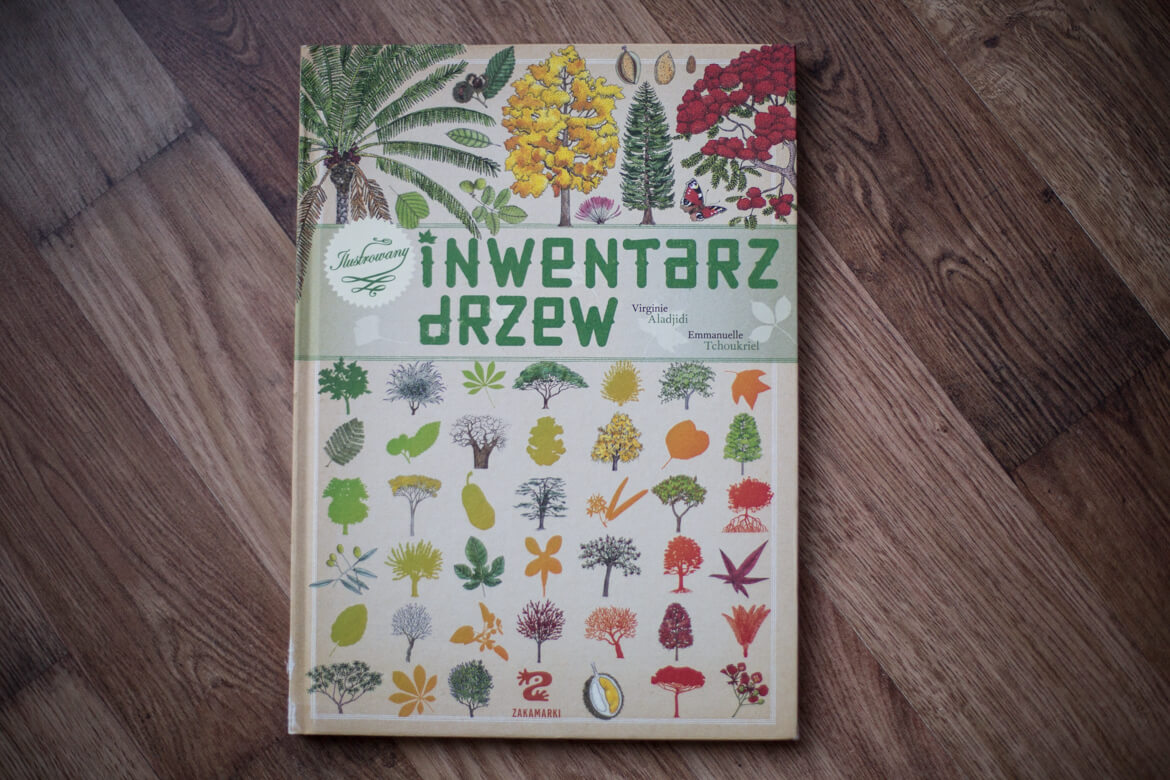 Ilustrowany
inwentarz
drzew
Virginie
Aladjidi
Emmanuelle
Tchoukriel
ZAKAMARKI